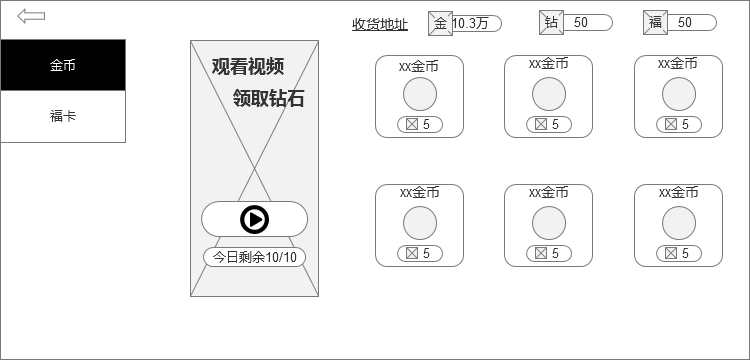 收货地址
金 10.3万
钻 50
福 50
金币
福卡
观看视频
领取钻石
今日剩余10/10
xx金币
5
xx金币
5
xx金币
5
xx金币
5
xx金币
5
xx金币
5